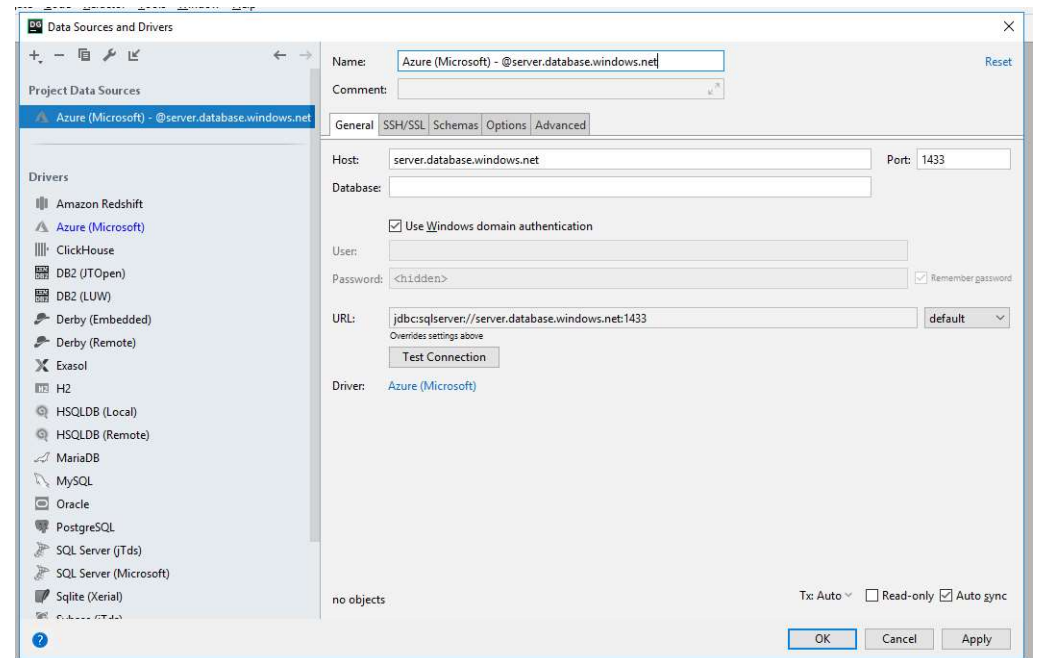 Data Sources and Drivers
Project Data Sources
Azure (Microsoft) - @server.database.windows.net
Drivers
Amazon Redshift
Azure (Microsoft)
ClickHouse
DB2 (JTOpen)
DB2 (LUW)
Derby (Embedded)
Derby (Remote)
Exasol
H2
HSQLDB (Local)
HSQLDB (Remote)
MariaDB
MySQL
Oracle
PostgreSQL
SQL Server (jTds)
SQL Server (Microsoft)
Sqlite (Xerial)
Name: Azure (Microsoft) - @server.database.windows.net Reset
Comment:
General SSH/SSL Schemas Options Advanced
Host: server.database.windows.net Port: 1433
Database:
Use Windows domain authentication
User:
Password: <hidden> Remember password
URL: jdbc:sqlserver://server.database.windows.net:1433 default
Overrides settings above
Test Connection
Driver: Azure (Microsoft)
no objects Tx: Auto Read-only Auto sync
OK Cancel Apply